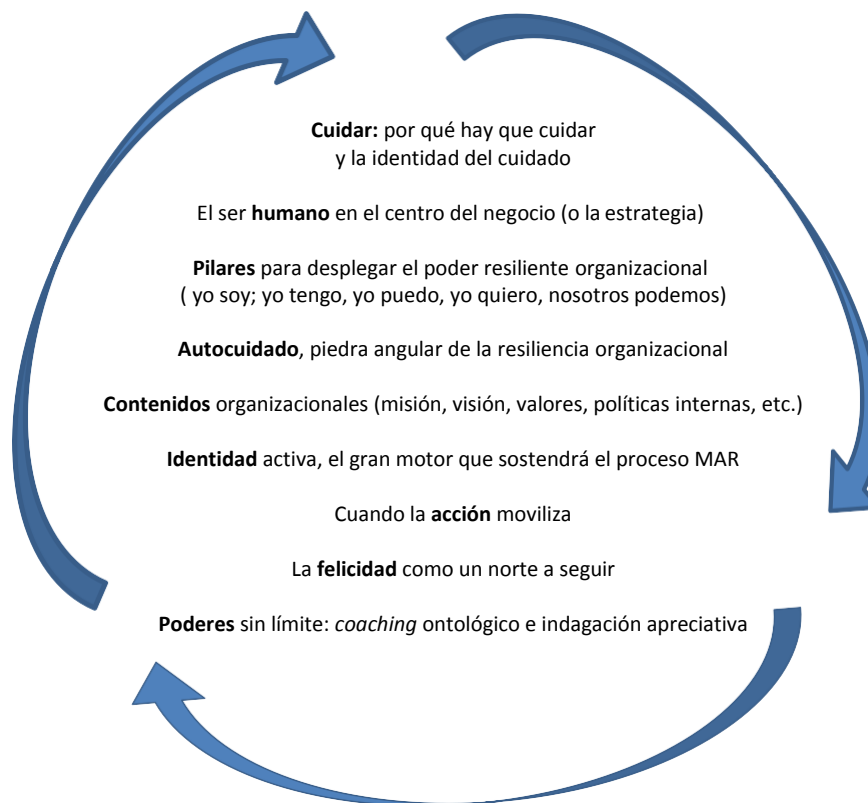 Cuidar: por qué hay que cuidar
y la identidad del cuidado
El ser humano en el centro del negocio (o la estrategia)
Pilares para desplegar el poder resiliente organizacional
( yo soy; yo tengo, yo puedo, yo quiero, nosotros podemos)
Autocuidado, piedra angular de la resiliencia organizacional
Contenidos organizacionales (misión, visión, valores, políticas internas, etc.)
Identidad activa, el gran motor que sostendrá el proceso MAR
Cuando la acción moviliza
La felicidad como un norte a seguir
Poderes sin límite: coaching ontológico e indagación apreciativa